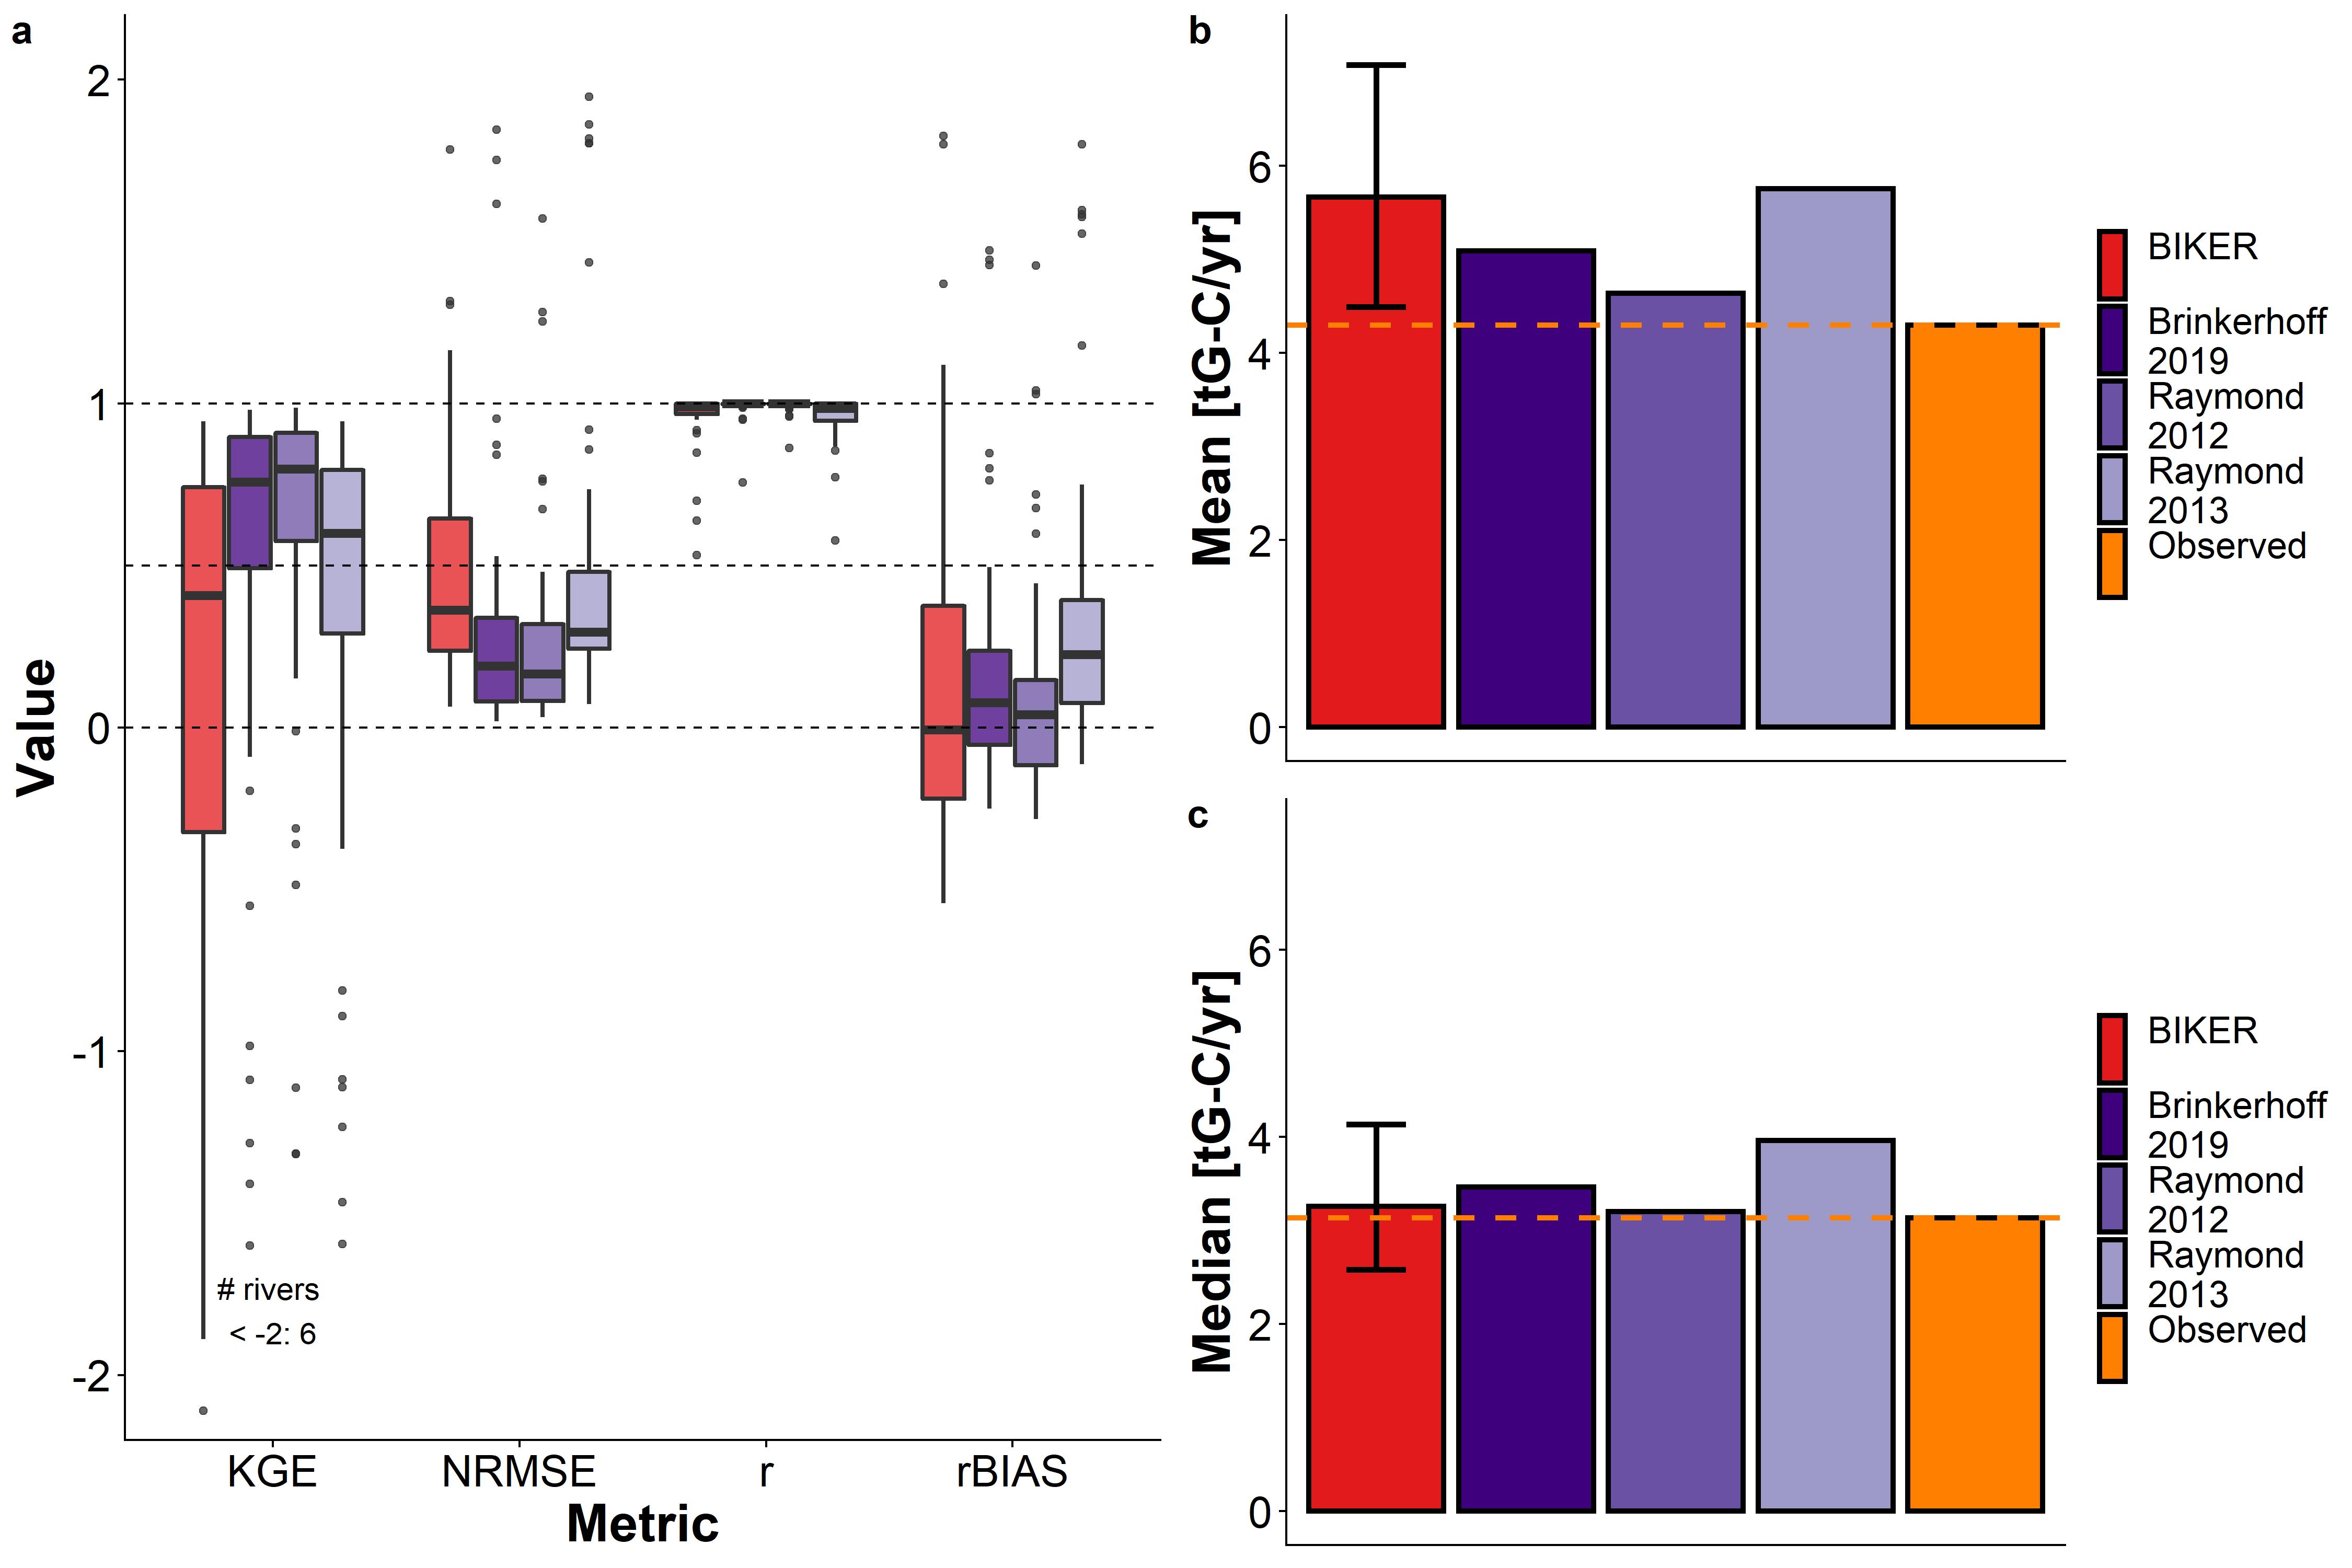 a
2
1
0
-1
-2
Value
# rivers
< -2: 6
KGE
NRMSE
r
rBIAS
Metric
b
6
4
2
0
Mean [tG-C/yr]
BIKER
Brinkerhoff
2019
Raymond
2012
Raymond
2013
Observed
c
6
4
2
0
Median [tG-C/yr]
BIKER
Brinkerhoff
2019
Raymond
2012
Raymond
2013
Observed